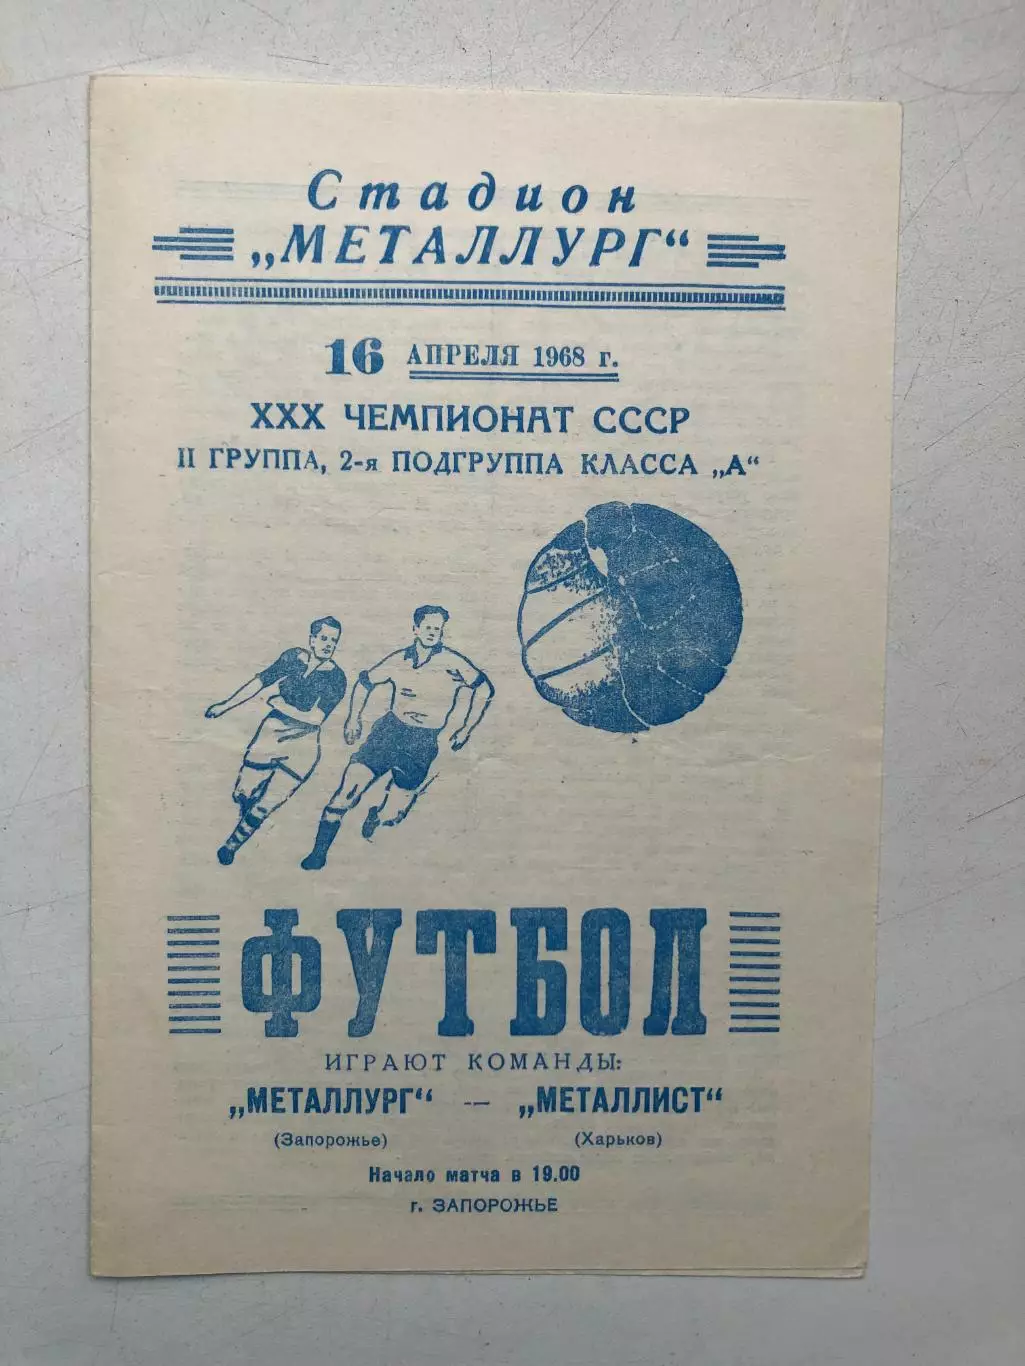 Стадион
„МЕТАЛЛУРГ“
16 АПРЕЛЯ 1968 г.
XXX ЧЕМПИОНАТ СССР
II ГРУППА, 2-я ПОДГРУППА КЛАССА „А“
ФУТБОЛ
ИГРАЮТ КОМАНДЫ:
„МЕТАЛЛУРГ“ — „МЕТАЛЛИСТ“
(Запорожье) (Харьков)
Начало матча в 19.00
г. ЗАПОРОЖЬЕ